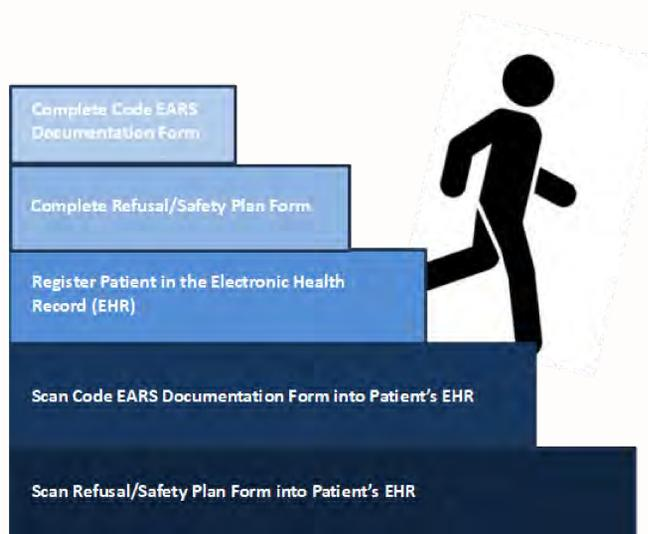 Complete Code EARS
Documentation Form
Complete Refusal/Safety Plan Form
Register Patient in the Electronic Health
Record (EHR)
Scan Code EARS Documentation Form into Patient's EHR
Scan Refusal/Safety Plan Form into Patient's EHR